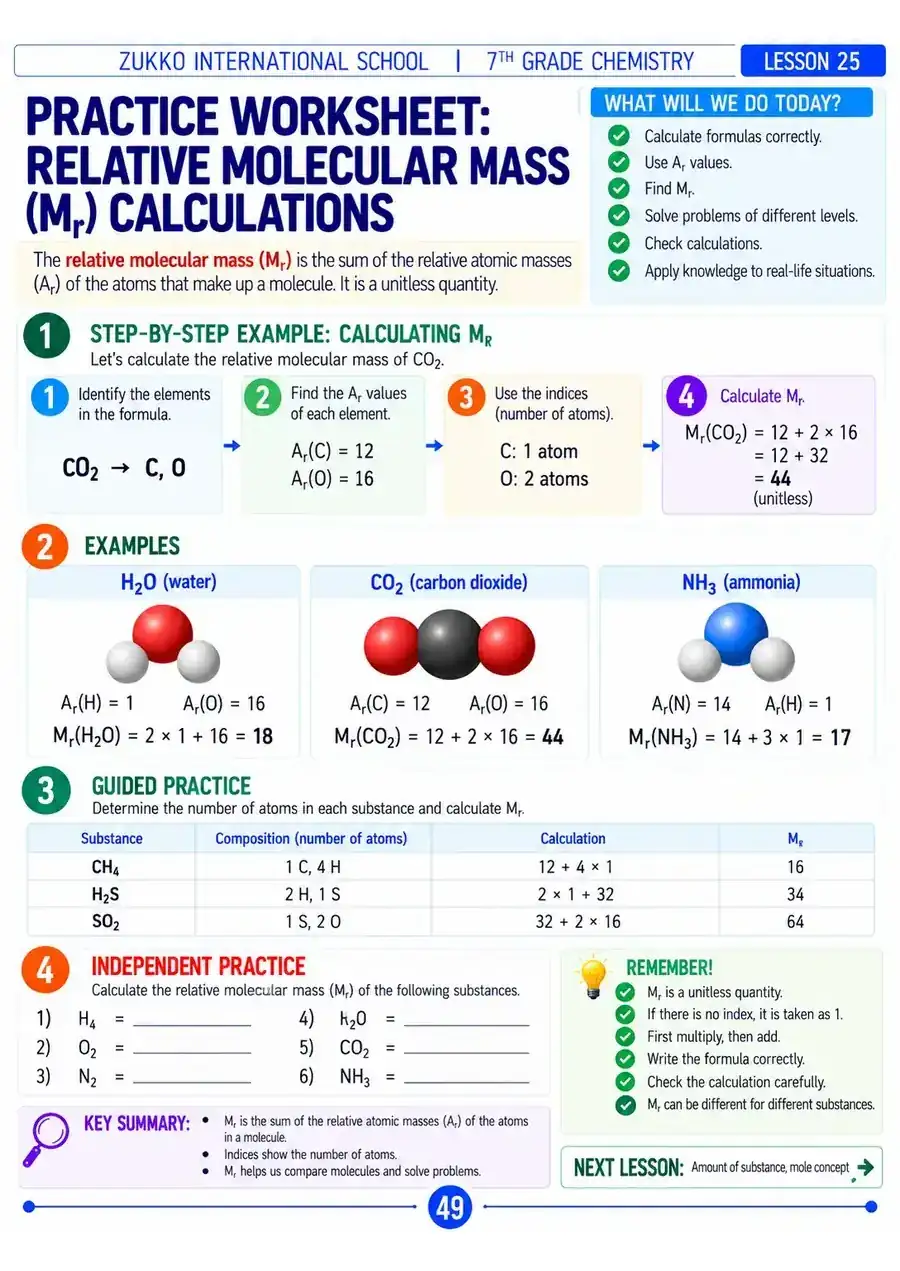 ZUKKO INTERNATIONAL SCHOOL | 7TH GRADE CHEMISTRY
LESSON 25
PRACTICE WORKSHEET:
RELATIVE MOLECULAR MASS
(Mr) CALCULATIONS
The relative molecular mass (Mr) is the sum of the relative atomic masses
(Ar) of the atoms that make up a molecule. It is a unitless quantity.
WHAT WILL WE DO TODAY?
Calculate formulas correctly.
Use Ar values.
Find Mr.
Solve problems of different levels.
Check calculations.
Apply knowledge to real-life situations.
1 STEP-BY-STEP EXAMPLE: CALCULATING MR
Let's calculate the relative molecular mass of CO₂.
1 Identify the elements
in the formula.
CO₂ → C, O
2 Find the Ar values
of each element.
Ar(C) = 12
Ar(O) = 16
3 Use the indices
(number of atoms).
C: 1 atom
O: 2 atoms
4 Calculate Mr.
Mr(CO₂) = 12 + 2 × 16
= 12 + 32
= 44
(unitless)
2 EXAMPLES
H₂O (water)
Ar(H) = 1 Ar(O) = 16
Mr(H₂O) = 2 × 1 + 16 = 18
CO₂ (carbon dioxide)
Ar(C) = 12 Ar(O) = 16
Mr(CO₂) = 12 + 2 × 16 = 44
NH₃ (ammonia)
Ar(N) = 14 Ar(H) = 1
Mr(NH₃) = 14 + 3 × 1 = 17
3 GUIDED PRACTICE
Determine the number of atoms in each substance and calculate Mr.
Substance Composition (number of atoms) Calculation MR
CH₄ 1 C, 4 H 12 + 4 × 1 16
H₂S 2 H, 1 S 2 × 1 + 32 34
SO₂ 1 S, 2 O 32 + 2 × 16 64
4 INDEPENDENT PRACTICE
Calculate the relative molecular mass (Mr) of the following substances.
1) H₄ = ________
2) O₂ = ________
3) N₂ = ________
4) H₂O = ________
5) CO₂ = ________
6) NH₃ = ________
REMEMBER!
Mr is a unitless quantity.
If there is no index, it is taken as 1.
First multiply, then add.
Write the formula correctly.
Check the calculation carefully.
Mr can be different for different substances.
KEY SUMMARY:
• Mr is the sum of the relative atomic masses (Ar) of the atoms
in a molecule.
• Indices show the number of atoms.
• Mr helps us compare molecules and solve problems.
NEXT LESSON: Amount of substance, mole concept →
49